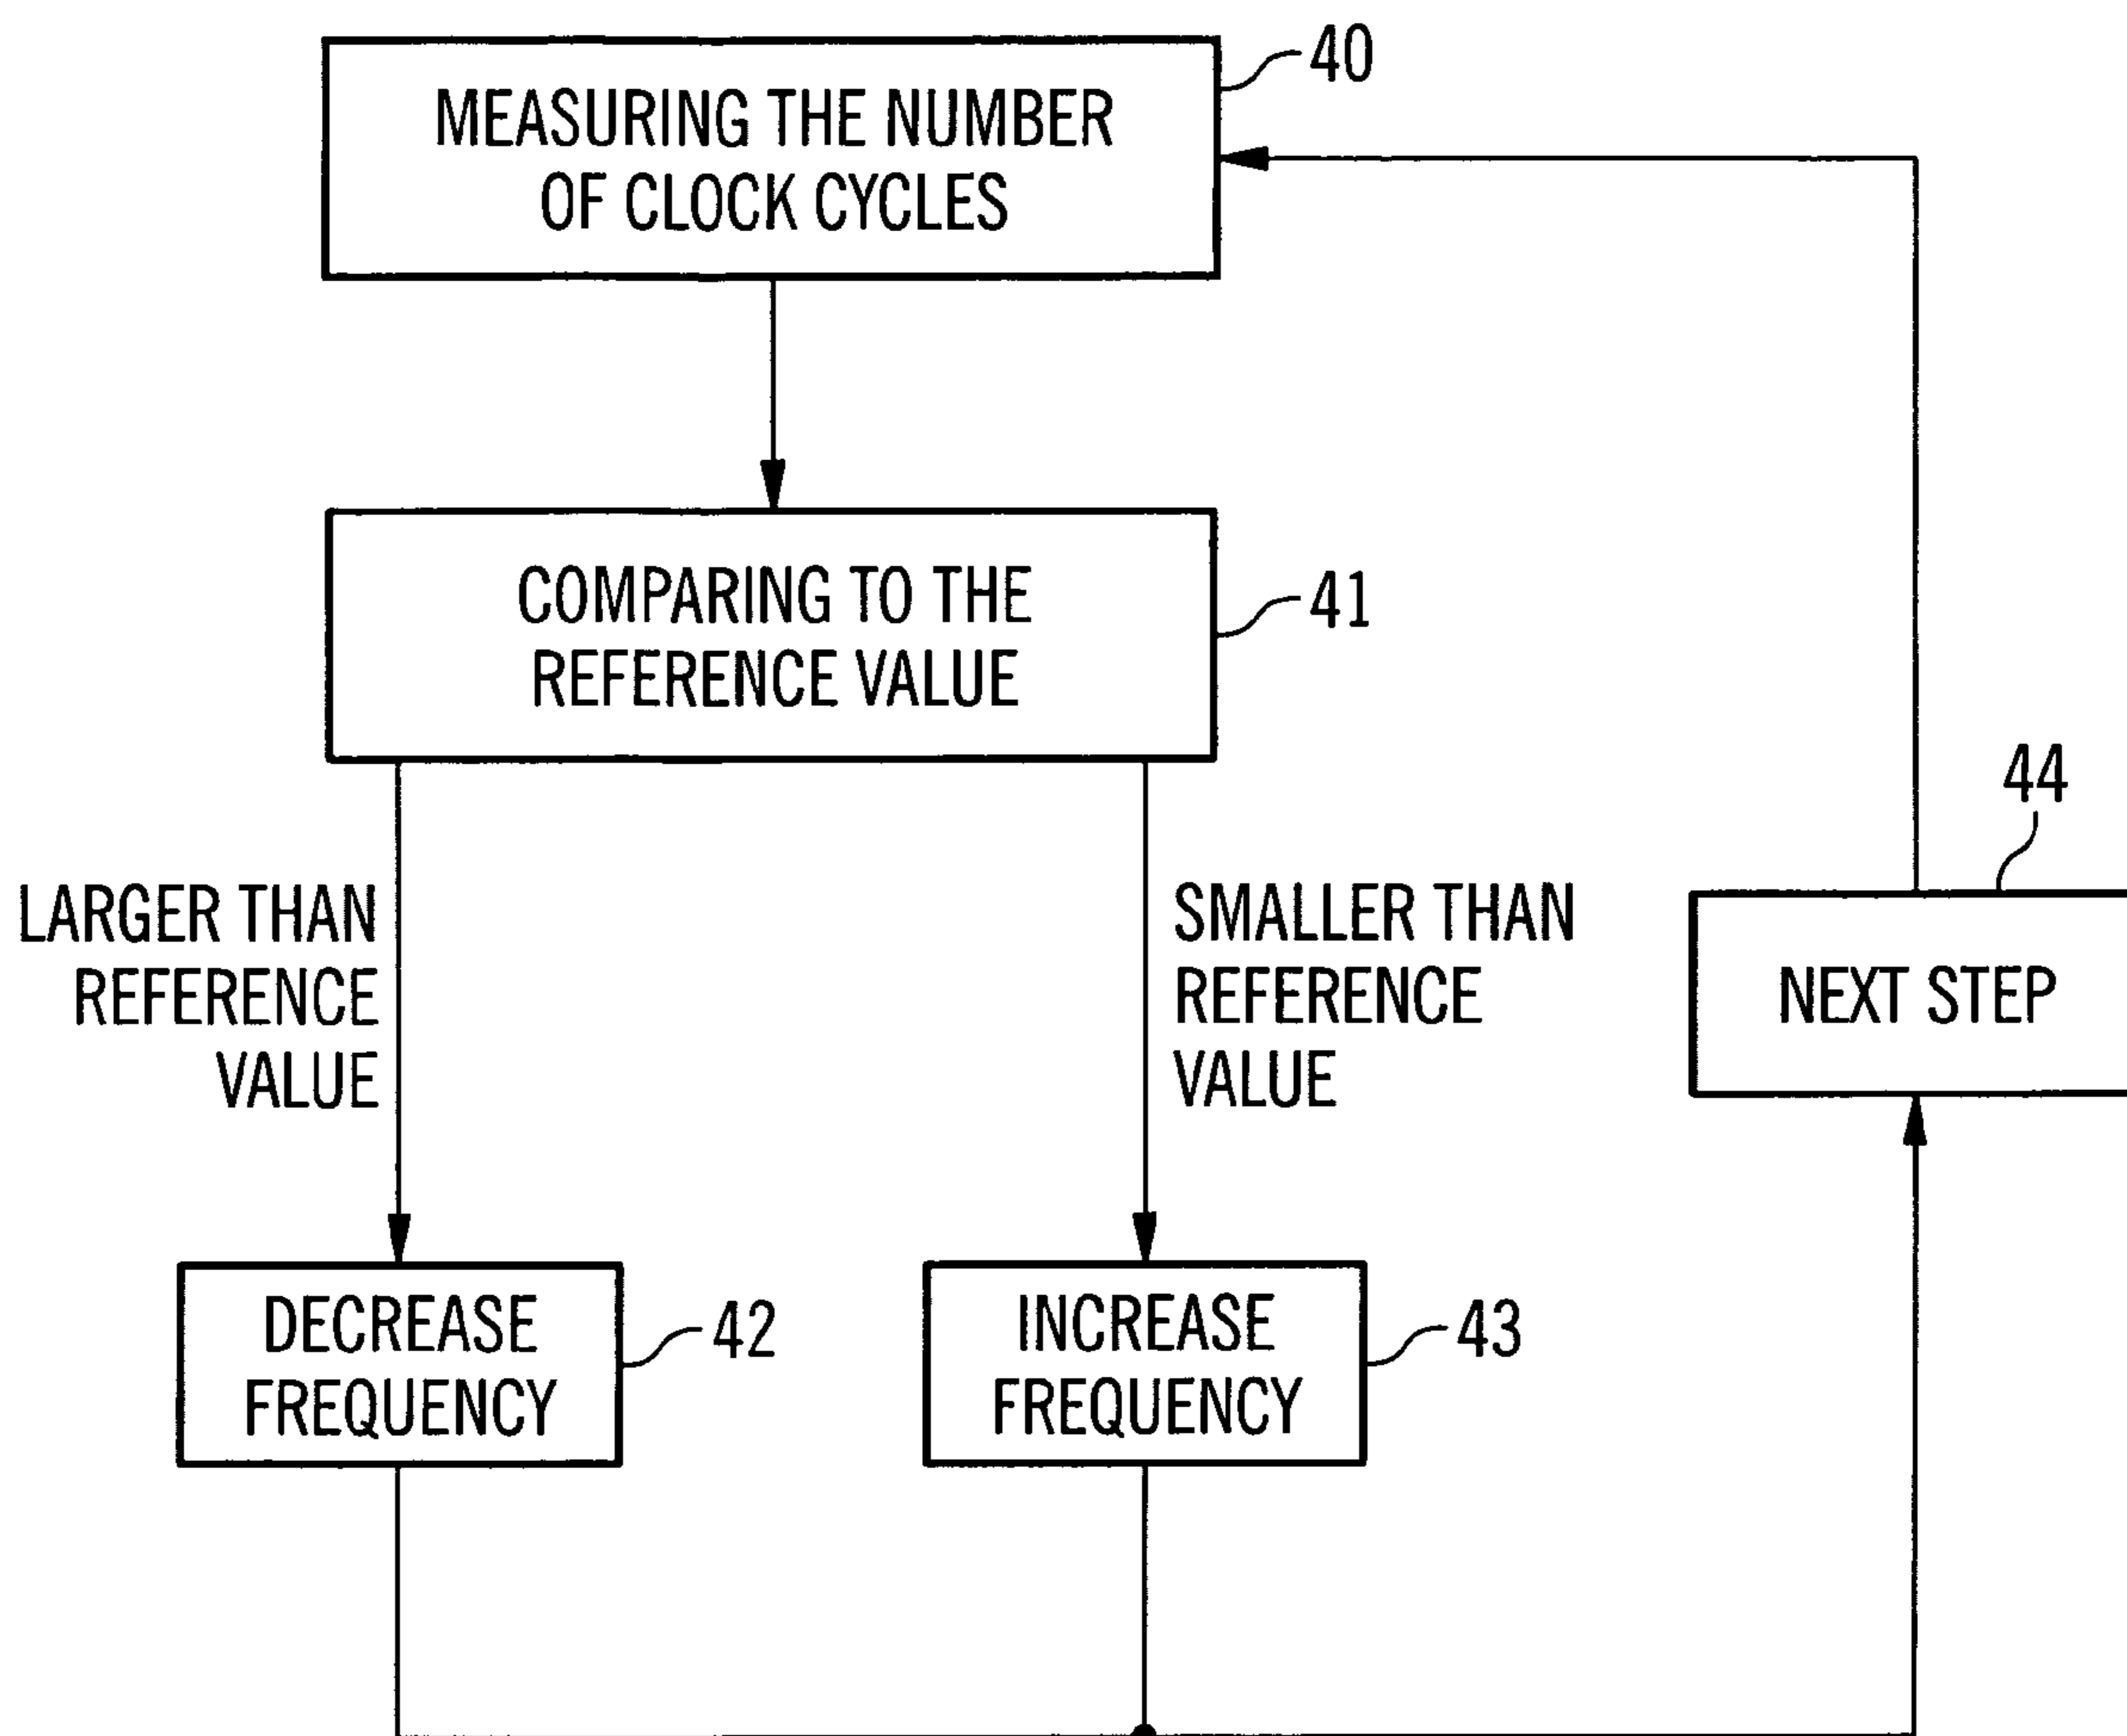 40
MEASURING THE NUMBER
OF CLOCK CYCLES
COMPARING TO THE
REFERENCE VALUE
41
44
LARGER THAN
REFERENCE
VALUE
SMALLER THAN
REFERENCE
VALUE
NEXT STEP
DECREASE
FREQUENCY
42
INCREASE
FREQUENCY
43